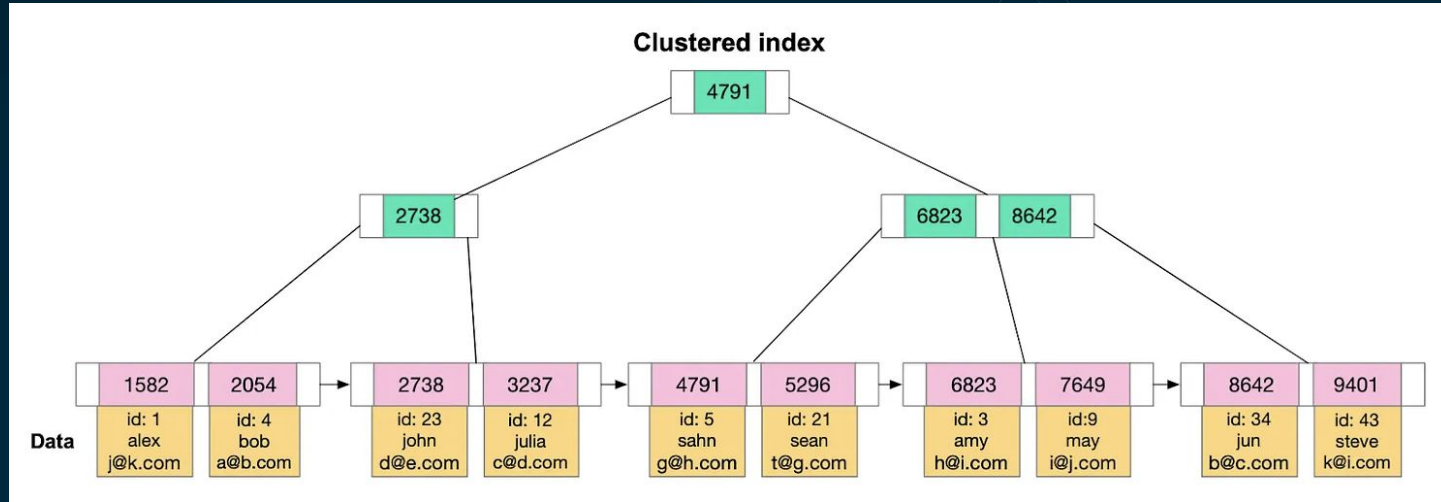 Clustered index
4791
2738
6823 8642
1582 2054 2738 3237 4791 5296 6823 7649 8642 9401
id: 1 id: 4 id: 23 id: 12 id: 5 id: 21 id: 3 id:9 id: 34 id: 43
Data alex bob john julia sahn sean amy may jun steve
j@k.com a@b.com d@e.com c@d.com g@h.com t@g.com h@i.com i@j.com b@c.com k@i.com